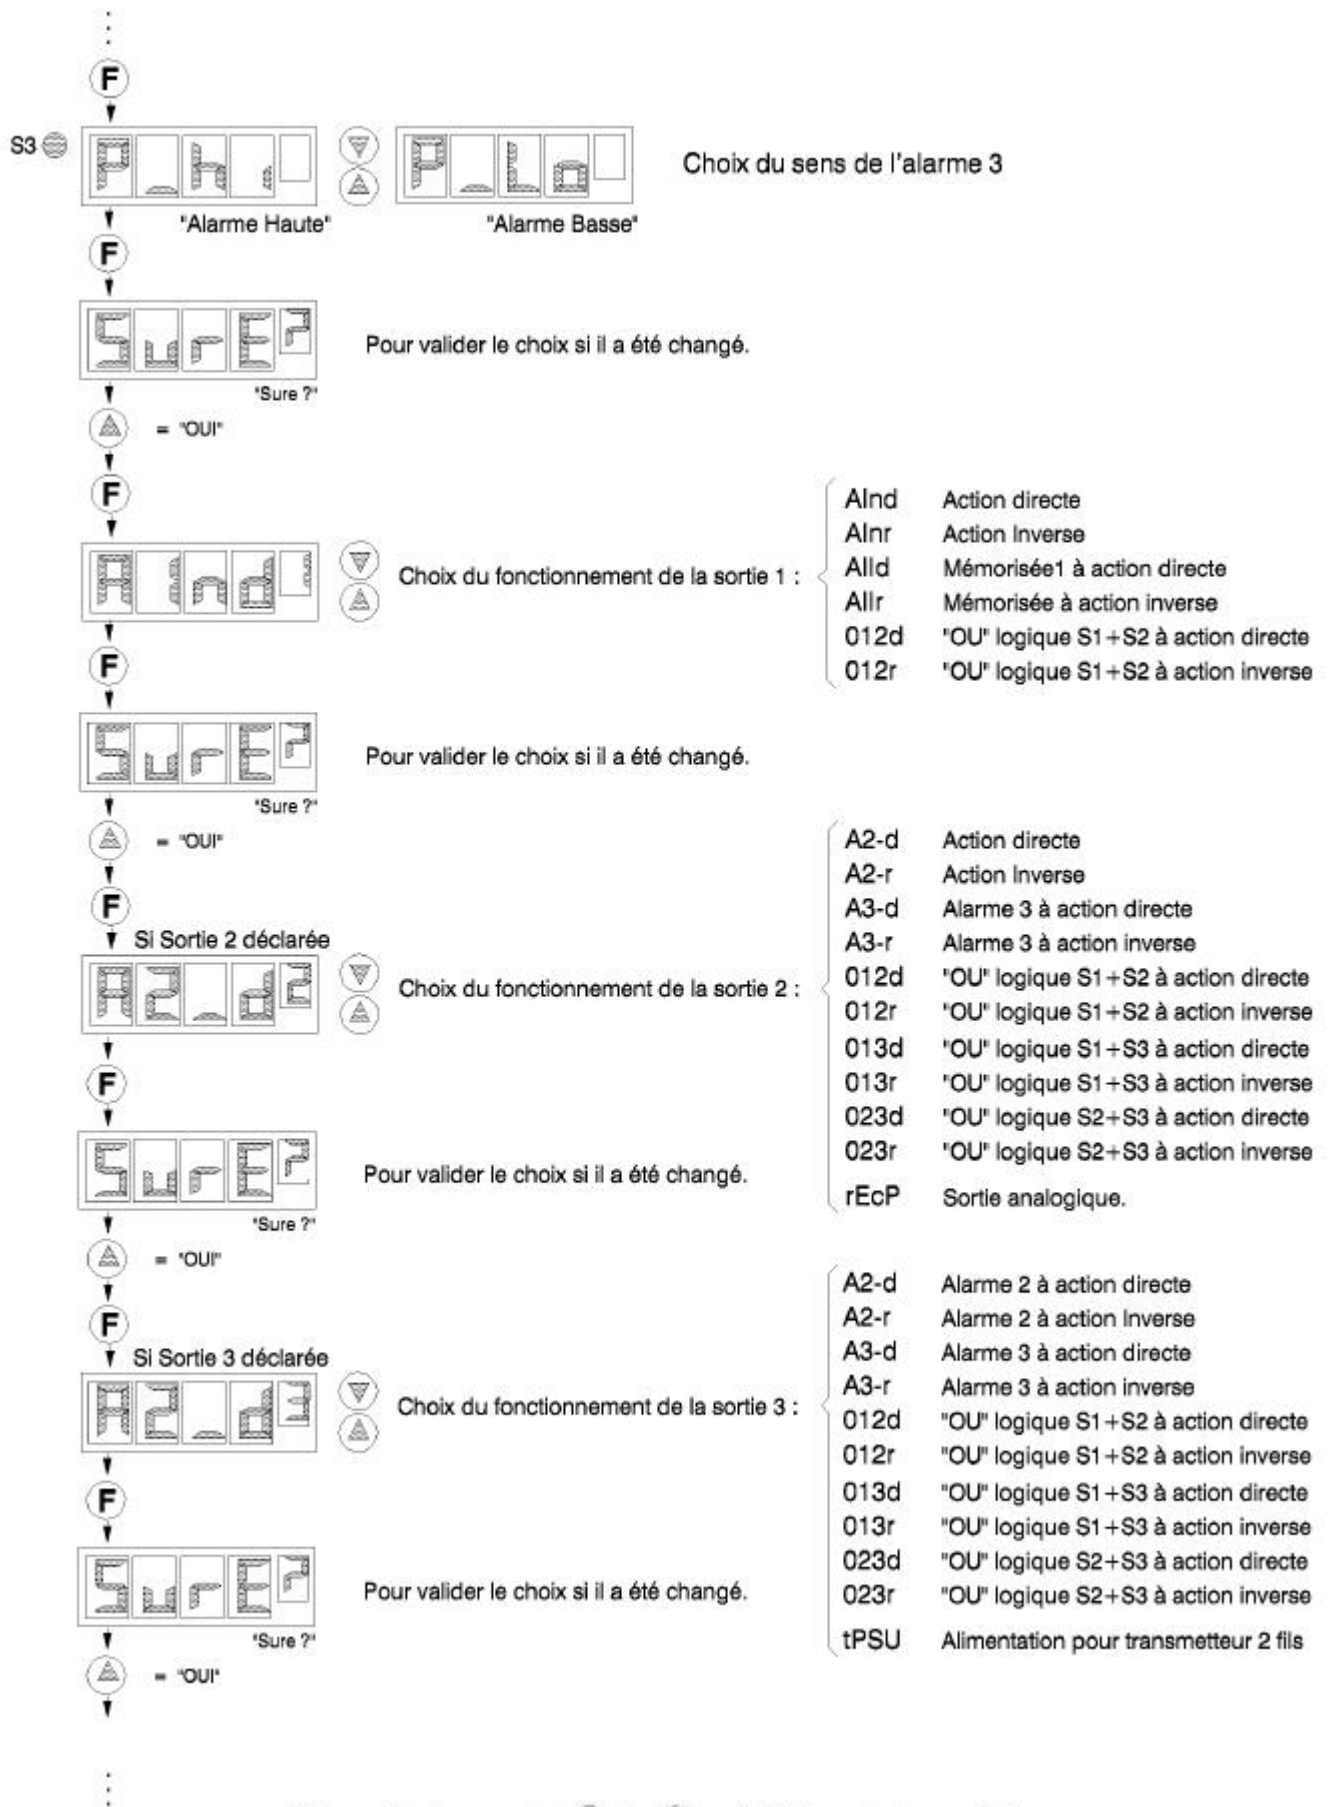 F
S3
P_hi
P_Lo
Choix du sens de l'alarme 3
"Alarme Haute"
"Alarme Basse"
F
SurE?
Pour valider le choix si il a été changé.
"Sure ?"
= "OUI"
F
AInd
Action directe
AInr
Action Inverse
A1nd1
Choix du fonctionnement de la sortie 1 :
AIId
Mémorisée1 à action directe
AIIr
Mémorisée à action inverse
012d
"OU" logique S1+S2 à action directe
F
012r
"OU" logique S1+S2 à action inverse
SurE?
Pour valider le choix si il a été changé.
"Sure ?"
= "OUI"
A2-d
Action directe
A2-r
Action Inverse
F
A3-d
Alarme 3 à action directe
Si Sortie 2 déclarée
A3-r
Alarme 3 à action inverse
A2_d2
Choix du fonctionnement de la sortie 2 :
012d
"OU" logique S1+S2 à action directe
012r
"OU" logique S1+S2 à action inverse
013d
"OU" logique S1+S3 à action directe
F
013r
"OU" logique S1+S3 à action inverse
023d
"OU" logique S2+S3 à action directe
023r
"OU" logique S2+S3 à action inverse
SurE?
Pour valider le choix si il a été changé.
rEcP
Sortie analogique.
"Sure ?"
= "OUI"
A2-d
Alarme 2 à action directe
F
A2-r
Alarme 2 à action Inverse
Si Sortie 3 déclarée
A3-d
Alarme 3 à action directe
A3-r
Alarme 3 à action inverse
A2_d3
Choix du fonctionnement de la sortie 3 :
012d
"OU" logique S1+S2 à action directe
012r
"OU" logique S1+S2 à action inverse
F
013d
"OU" logique S1+S3 à action directe
013r
"OU" logique S1+S3 à action inverse
023d
"OU" logique S2+S3 à action directe
SurE?
Pour valider le choix si il a été changé.
023r
"OU" logique S2+S3 à action inverse
"Sure ?"
tPSU
Alimentation pour transmetteur 2 fils
= "OUI"